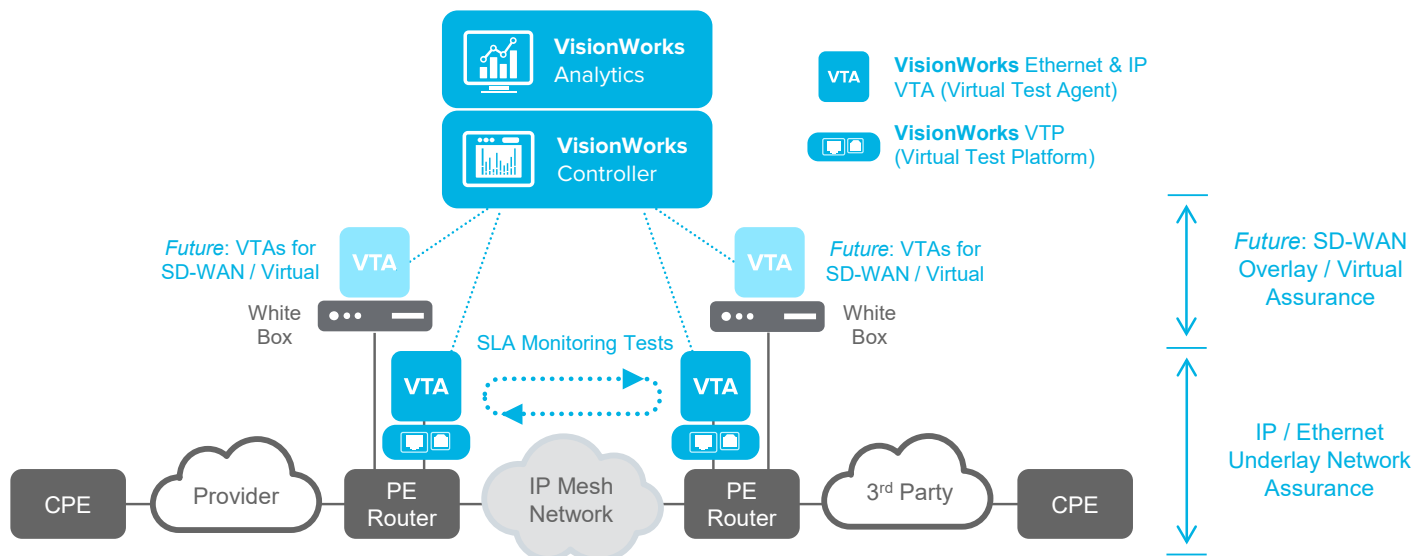 VisionWorks
Analytics
VisionWorks
Controller
VTA
VisionWorks Ethernet & IP
VTA (Virtual Test Agent)
VisionWorks VTP
(Virtual Test Platform)
Future: VTAs for
SD-WAN / Virtual
VTA
White
Box
VTA
Future: VTAs for
SD-WAN / Virtual
White
Box
Future: SD-WAN
Overlay / Virtual
Assurance
SLA Monitoring Tests
VTA
VTA
IP / Ethernet
Underlay Network
Assurance
CPE
Provider
PE
Router
IP Mesh
Network
PE
Router
3rd Party
CPE